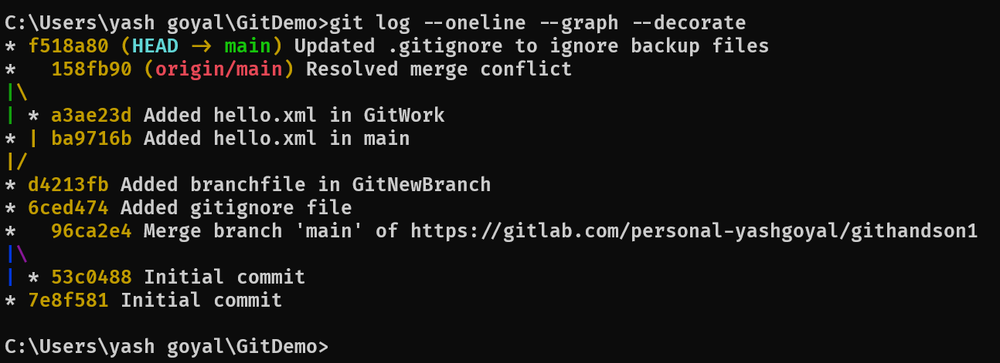 C:\Users\yash goyal\GitDemo>git log --oneline --graph --decorate
* f518a80 (HEAD -> main) Updated .gitignore to ignore backup files
*   158fb90 (origin/main) Resolved merge conflict
|\
| * a3ae23d Added hello.xml in GitWork
* | ba9716b Added hello.xml in main
|/
* d4213fb Added branchfile in GitNewBranch
* 6ced474 Added gitignore file
*   96ca2e4 Merge branch 'main' of https://gitlab.com/personal-yashgoyal/githandson1
|\
| * 53c0488 Initial commit
* 7e8f581 Initial commit
C:\Users\yash goyal\GitDemo>